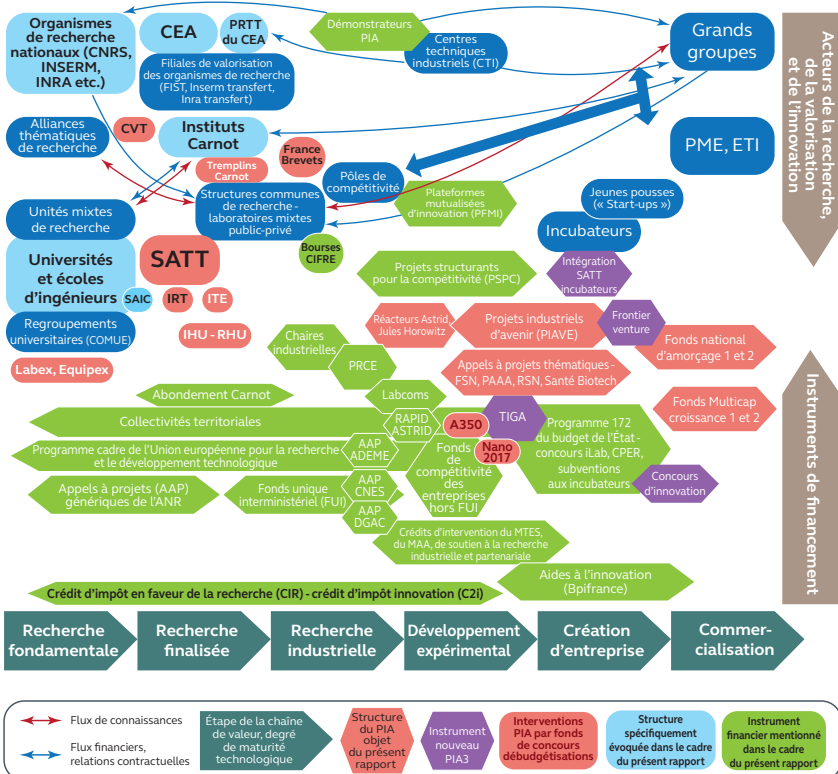 Organismes
de recherche
nationaux (CNRS,
INSERM,
INRA etc.)
CEA
PRTT
du CEA
Démonstrateurs
PIA
Centres
techniques
industriels (CTI)
Grands
groupes
Filiales de valorisation
des organismes de recherche
(FIST, Inserm transfert,
Inra transfert)
Alliances
thématiques
de recherche
CVT
Instituts
Carnot
Tremplins
Carnot
France
Brevets
Pôles de
compétitivité
PME, ETI
Structures communes
de recherche -
laboratoires mixtes
public-privé
Plateformes
mutualisées
d'innovation (PFMI)
Jeunes pousses
(« Start-ups »)
Incubateurs
Unités mixtes
de recherche
Universités
et écoles
d'ingénieurs
SATT
Bourses
CIFRE
SAIC
IRT
ITE
Projets structurants
pour la compétitivité (PSPC)
Intégration
SATT
incubateurs
Regroupements
universitaires (COMUE)
IHU - RHU
Labex, Equipex
Chaires
industrielles
PRCE
Réacteurs Astrid,
Jules Horowitz
Projets industriels
d'avenir (PIAVE)
Frontier
venture
Fonds national
d'amorçage 1 et 2
Appels à projets thématiques -
FSN, PAAA, RSN, Santé Biotech
Abondement Carnot
Labcoms
Fonds Multicap
croissance 1 et 2
Collectivités territoriales
RAPID
ASTRID
A350
TIGA
Nano
2017
Programme 172
du budget de l'État -
concours iLab, CPER,
subventions
aux incubateurs
Programme cadre de l'Union européenne pour la recherche
et le développement technologique
AAP
ADEME
Fonds
de
compétitivité
des
entreprises
hors FUI
Concours
d'innovation
Appels à projets (AAP)
génériques de l'ANR
Fonds unique
interministériel (FUI)
AAP
CNES
AAP
DGAC
Crédits d'intervention du MTES,
du MAA, de soutien à la recherche
industrielle et partenariale
Aides à l'innovation
(Bpifrance)
Crédit d'impôt en faveur de la recherche (CIR) - crédit d'impôt innovation (C2i)
Acteurs de la recherche,
de la valorisation
et de l'innovation
Instruments de financement
Recherche
fondamentale
Recherche
finalisée
Recherche
industrielle
Développement
expérimental
Création
d'entreprise
Commer-
cialisation
Flux de connaissances
Flux financiers,
relations contractuelles
Étape de la chaîne
de valeur, degré
de maturité
technologique
Structure
du PIA
objet
du présent
rapport
Instrument
nouveau
PIA3
Interventions
PIA par fonds
de concours
débudgétisations
Structure
spécifiquement
évoquée dans le cadre
du présent rapport
Instrument
financier mentionné
dans le cadre
du présent rapport